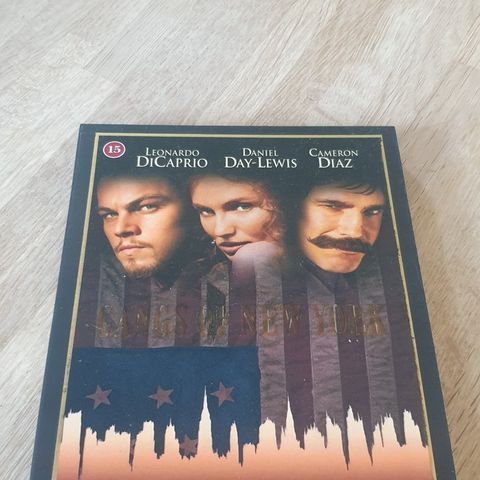 15
LEONARDO DANIEL CAMERON
DICAPRIO DAY-LEWIS DIAZ
GANGS OF NEW YORK